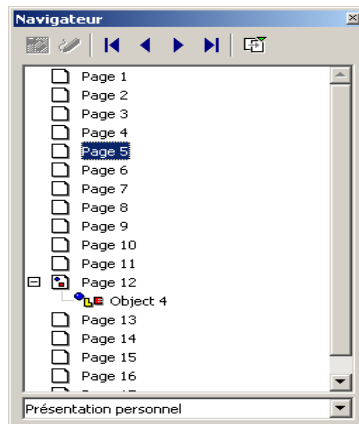 Navigateur
Page 1
Page 2
Page 3
Page 4
Page 5
Page 6
Page 7
Page 8
Page 9
Page 10
Page 11
Page 12
Object 4
Page 13
Page 14
Page 15
Page 16
Présentation personnel